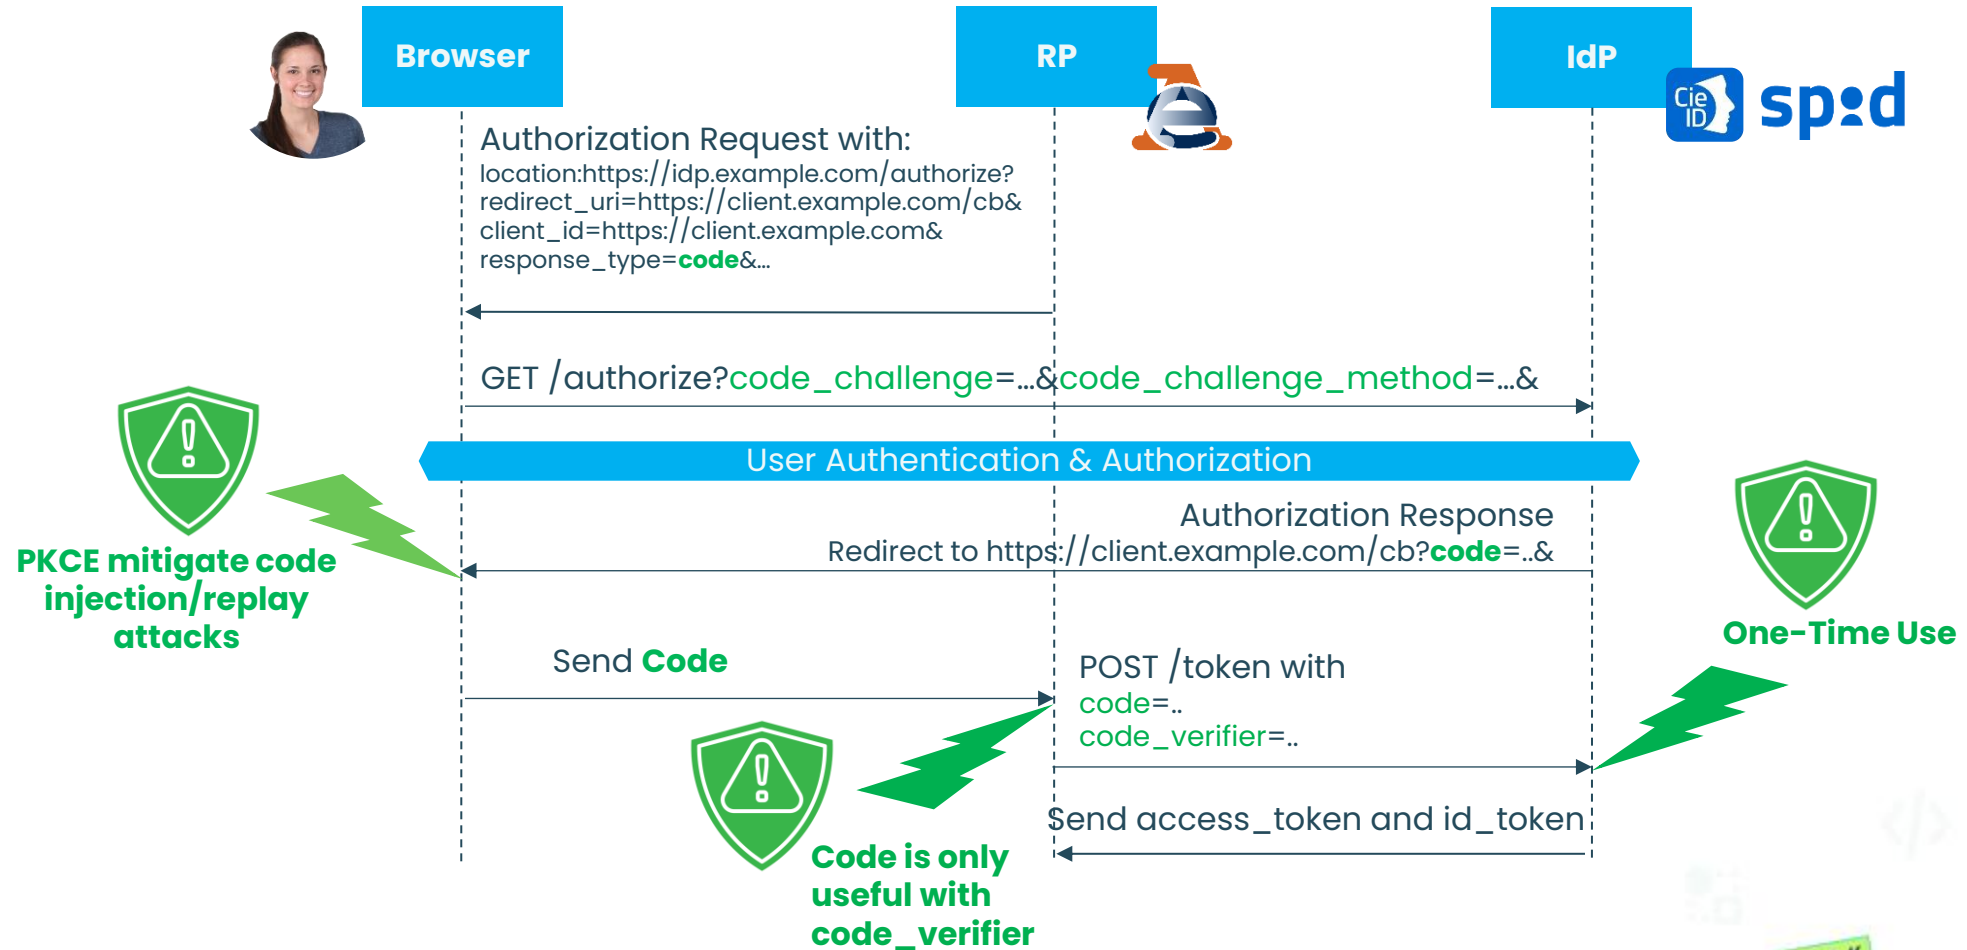 Browser
RP
IdP
Cie
ID
spid
Authorization Request with:
location:https://idp.example.com/authorize?
redirect_uri=https://client.example.com/cb&
client_id=https://client.example.com&
response_type=code&...
GET /authorize?code_challenge=...&code_challenge_method=...&
User Authentication & Authorization
Authorization Response
Redirect to https://client.example.com/cb?code=..&
PKCE mitigate code
injection/replay
attacks
One-Time Use
Send Code
POST /token with
code=..
code_verifier=..
Send access_token and id_token
Code is only
useful with
code_verifier